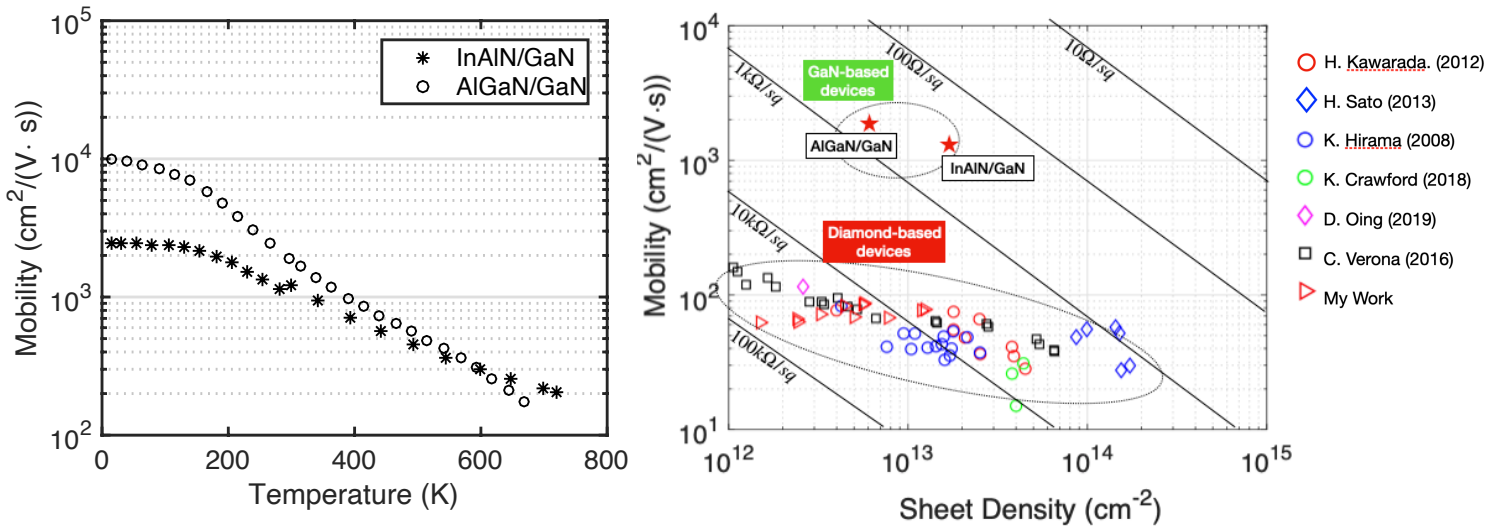 10^5
10^4
10^3
10^2
0
200
400
600
800
Mobility (cm^2/(V· s))
Temperature (K)
InAlN/GaN
AlGaN/GaN
10^4
10^3
10^2
10^1
10^12
10^13
10^14
10^15
Mobility (cm^2/(V·s))
Sheet Density (cm^-2)
1kΩ/sq
100Ω/sq
10Ω/sq
10kΩ/sq
100kΩ/sq
GaN-based
devices
AlGaN/GaN
InAlN/GaN
Diamond-based
devices
H. Kawarada. (2012)
H. Sato (2013)
K. Hirama (2008)
K. Crawford (2018)
D. Oing (2019)
C. Verona (2016)
My Work